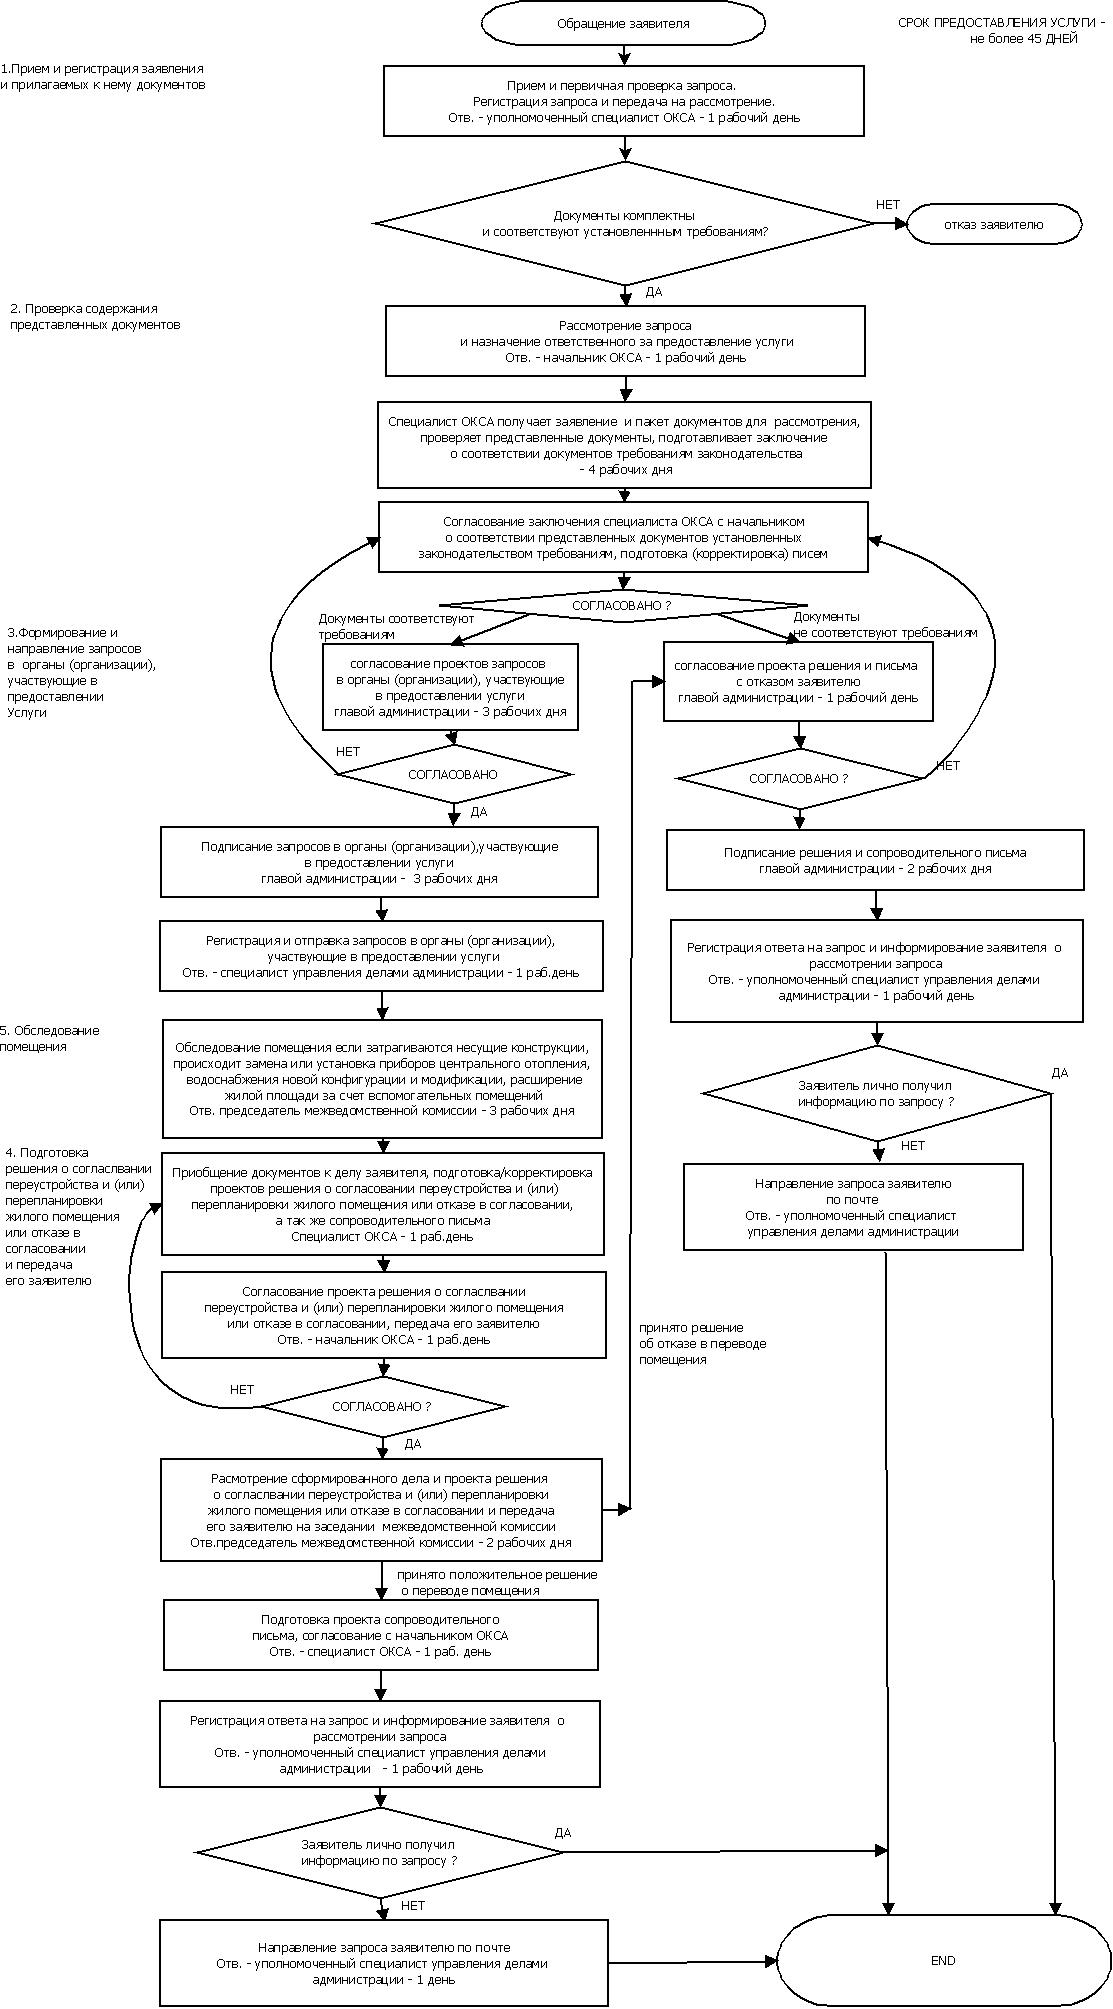 Обращение заявителя
СРОК ПРЕДОСТАВЛЕНИЯ УСЛУГИ -
не более 45 ДНЕЙ
1.Прием и регистрация заявления
и прилагаемых к нему документов
Прием и первичная проверка запроса.
Регистрация запроса и передача на рассмотрение.
Отв. - уполномоченный специалист ОКСА - 1 рабочий день
Документы комплектны
и соответствуют установленнным требованиям?
НЕТ
отказ заявителю
ДА
2. Проверка содержания
представленных документов
Рассмотрение запроса
и назначение ответственного за предоставление услуги
Отв. - начальник ОКСА - 1 рабочий день
Специалист ОКСА получает заявление и пакет документов для рассмотрения,
проверяет представленные документы, подготавливает заключение
о соответствии документов требованиям законодательства
- 4 рабочих дня
Согласование заключения специалиста ОКСА с начальником
о соответствии представленных документов установленных
законодательством требованиям, подготовка (корректировка) писем
СОГЛАСОВАНО ?
Документы соответствуют
требованиям
Документы
не соответствуют требованиям
3.Формирование и
направление запросов
в органы (организации),
участвующие в
предоставлении
Услуги
согласование проектов запросов
в органы (организации), участвующие
в предоставлении услуги
главой администрации - 3 рабочих дня
согласование проекта решения и письма
с отказом заявителю
главой администрации - 1 рабочий день
НЕТ
СОГЛАСОВАНО
ДА
СОГЛАСОВАНО ?
НЕТ
Подписание запросов в органы (организации),участвующие
в предоставлении услуги
главой администрации - 3 рабочих дня
Подписание решения и сопроводительного письма
главой администрации - 2 рабочих дня
Регистрация и отправка запросов в органы (организации),
участвующие в предоставлении услуги
Отв. - специалист управления делами администрации - 1 раб.день
Регистрация ответа на запрос и информирование заявителя о
рассмотрении запроса
Отв. - уполномоченный специалист управления делами
администрации - 1 рабочий день
5. Обследование
помещения
Обследование помещения если затрагиваются несущие конструкции,
происходит замена или установка приборов центрального отопления,
водоснабжения новой конфигурации и модификации, расширение
жилой площади за счет вспомогательных помещений
Отв. председатель межведомственной комиссии - 3 рабочих дня
Заявитель лично получил
информацию по запросу ?
ДА
НЕТ
4. Подготовка
решения о согласлвании
переустройства и (или)
перепланировки
жилого помещения
или отказе в
согласовании
и передача
его заявителю
Приобщение документов к делу заявителя, подготовка/корректировка
проектов решения о согласовании переустройства и (или)
перепланировки жилого помещения или отказе в согласовании,
а так же сопроводительного письма
Специалист ОКСА - 1 раб.день
Направление запроса заявителю
по почте
Отв. - уполномоченный специалист
управления делами администрации
Согласование проекта решения о согласлвании
переустройства и (или) перепланировки жилого помещения
или отказе в согласовании, передача его заявителю
Отв. - начальник ОКСА - 1 раб.день
принято решение
об отказе в переводе
помещения
НЕТ
СОГЛАСОВАНО ?
ДА
Расмотрение сформированного дела и проекта решения
о согласлвании переустройства и (или) перепланировки
жилого помещения или отказе в согласовании и передача
его заявителю на заседании межведомственной комиссии
Отв.председатель межведомственной комиссии - 2 рабочих дня
принято положительное решение
о переводе помещения
Подготовка проекта сопроводительного
письма, согласование с начальником ОКСА
Отв. - специалист ОКСА - 1 раб. день
Регистрация ответа на запрос и информирование заявителя о
рассмотрении запроса
Отв. - уполномоченный специалист управления делами
администрации - 1 рабочий день
Заявитель лично получил
информацию по запросу ?
ДА
НЕТ
Направление запроса заявителю по почте
Отв. - уполномоченный специалист управления делами
администрации - 1 день
END